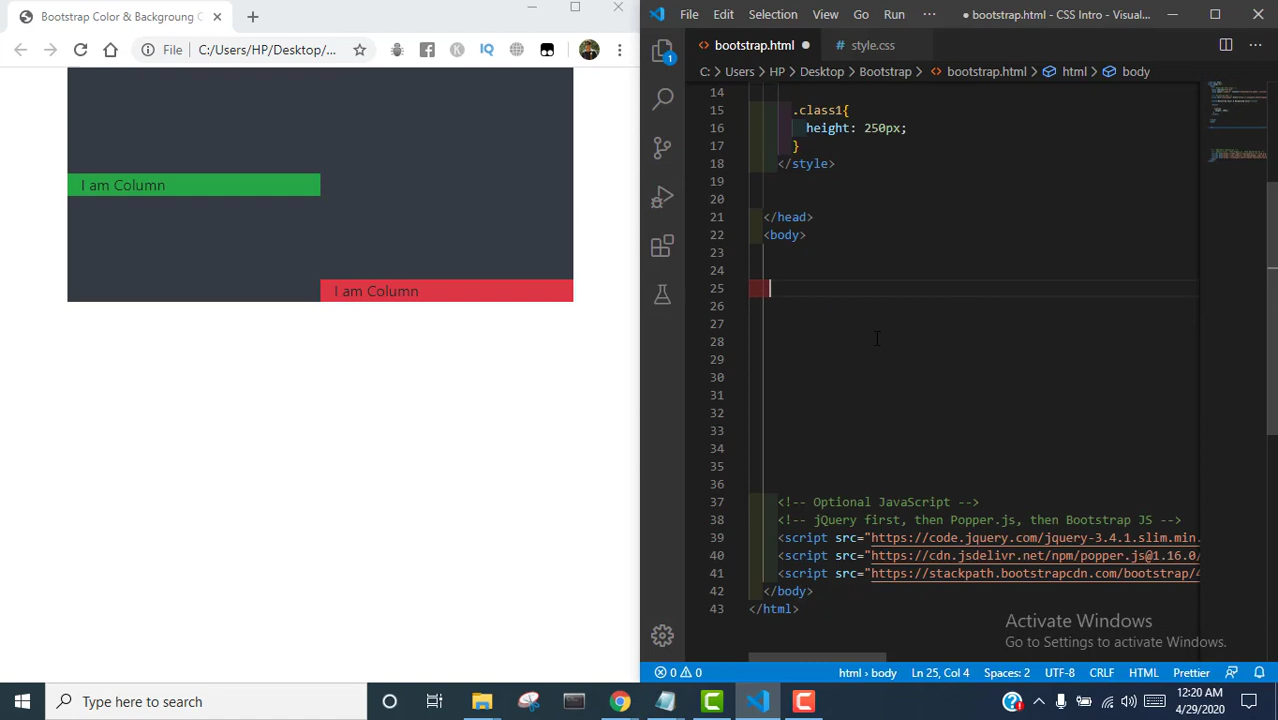 Bootstrap Color & Backgroung C
File
C:/Users/HP/Desktop/...
IQ
K
I am Column
I am Column
File Edit Selection View Go Run ...
● bootstrap.html - CSS Intro - Visual...
bootstrap.html
style.css
C: > Users > HP > Desktop > Bootstrap > bootstrap.html > html > body
1
14
15 .class1{
16 height: 250px;
17 }
18 </style>
19
20
21 </head>
22 <body>
23
24
25
26
27
28
29
30
31
32
33
34
35
36
37 <!-- Optional JavaScript -->
38 <!-- jQuery first, then Popper.js, then Bootstrap JS -->
39 <script src="https://code.jquery.com/jquery-3.4.1.slim.min.
40 <script src="https://cdn.jsdelivr.net/npm/popper.js@1.16.0/
41 <script src="https://stackpath.bootstrapcdn.com/bootstrap/4
42 </body>
43 </html>
Activate Windows
Go to Settings to activate Windows.
0 0
html › body
Ln 25, Col 4
Spaces: 2
UTF-8
CRLF
HTML
Prettier
Type here to search
12:20 AM
4/29/2020